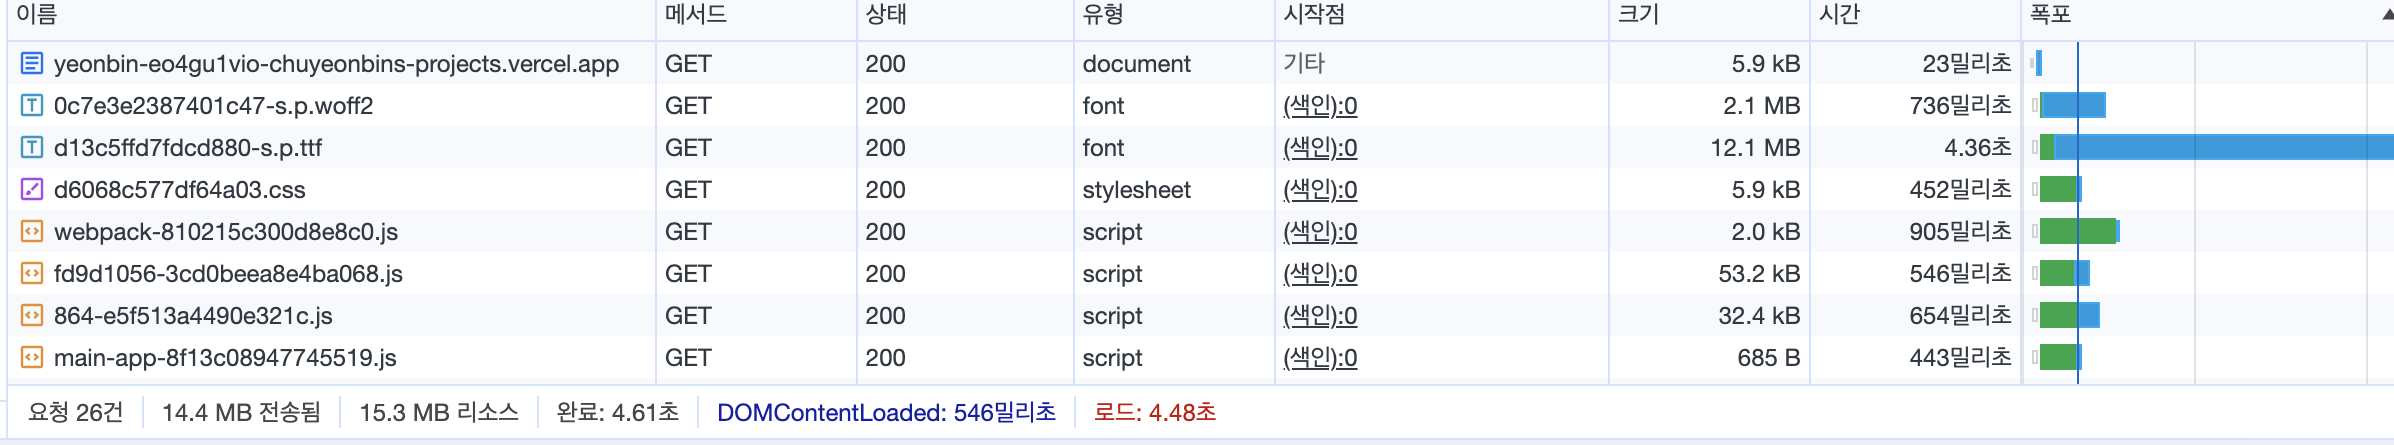 이름 메서드 상태 유형 시작점 크기 시간 폭포
yeonbin-eo4gu1vio-chuyeonbins-projects.vercel.app GET 200 document 기타 5.9 kB 23밀리초
0c7e3e2387401c47-s.p.woff2 GET 200 font (색인):0 2.1 MB 736밀리초
d13c5ffd7fdcd880-s.p.ttf GET 200 font (색인):0 12.1 MB 4.36초
d6068c577df64a03.css GET 200 stylesheet (색인):0 5.9 kB 452밀리초
webpack-810215c300d8e8c0.js GET 200 script (색인):0 2.0 kB 905밀리초
fd9d1056-3cd0beea8e4ba068.js GET 200 script (색인):0 53.2 kB 546밀리초
864-e5f513a4490e321c.js GET 200 script (색인):0 32.4 kB 654밀리초
main-app-8f13c08947745519.js GET 200 script (색인):0 685 B 443밀리초
요청 26건 14.4 MB 전송됨 15.3 MB 리소스 완료: 4.61초 DOMContentLoaded: 546밀리초 로드: 4.48초